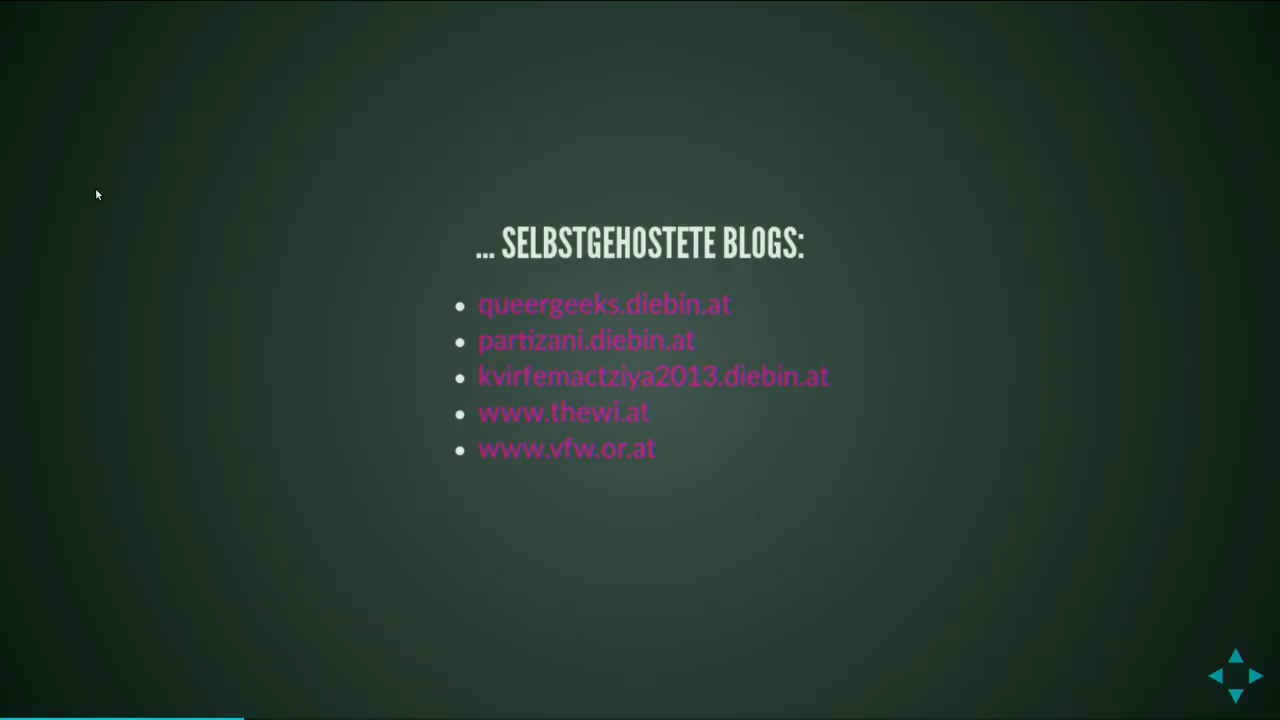 ... SELBSTGEHOSTETE BLOGS:
queergeeks.diebin.at
partizani.diebin.at
kvirfemactziya2013.diebin.at
www.thewi.at
www.vfw.or.at